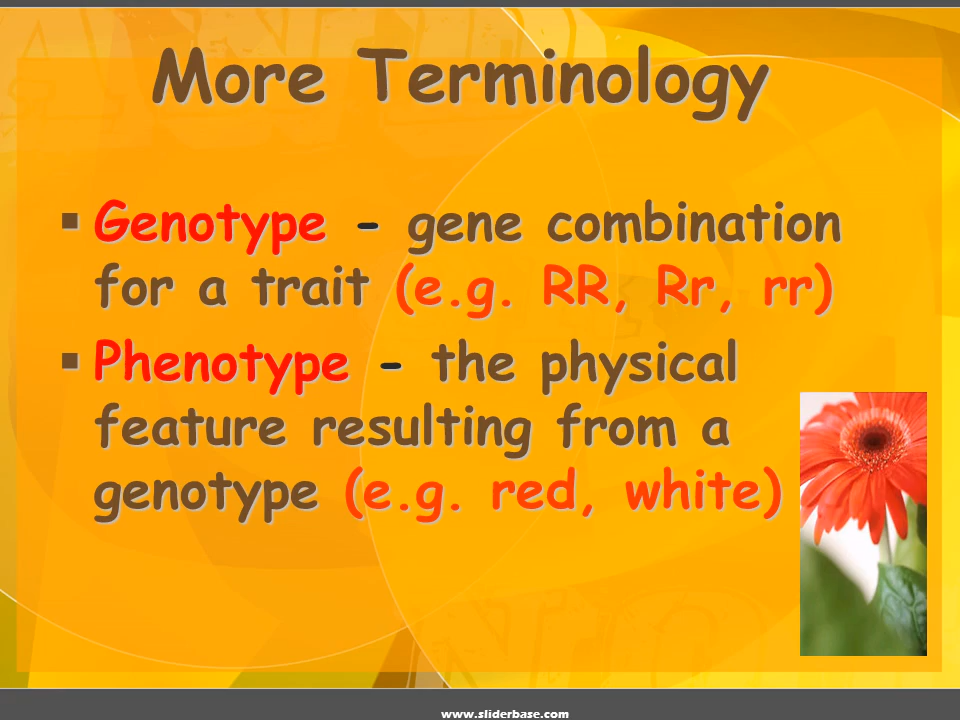 More Terminology
▪ Genotype - gene combination
for a trait (e.g. RR, Rr, rr)
▪ Phenotype - the physical
feature resulting from a
genotype (e.g. red, white)
www.sliderbase.com